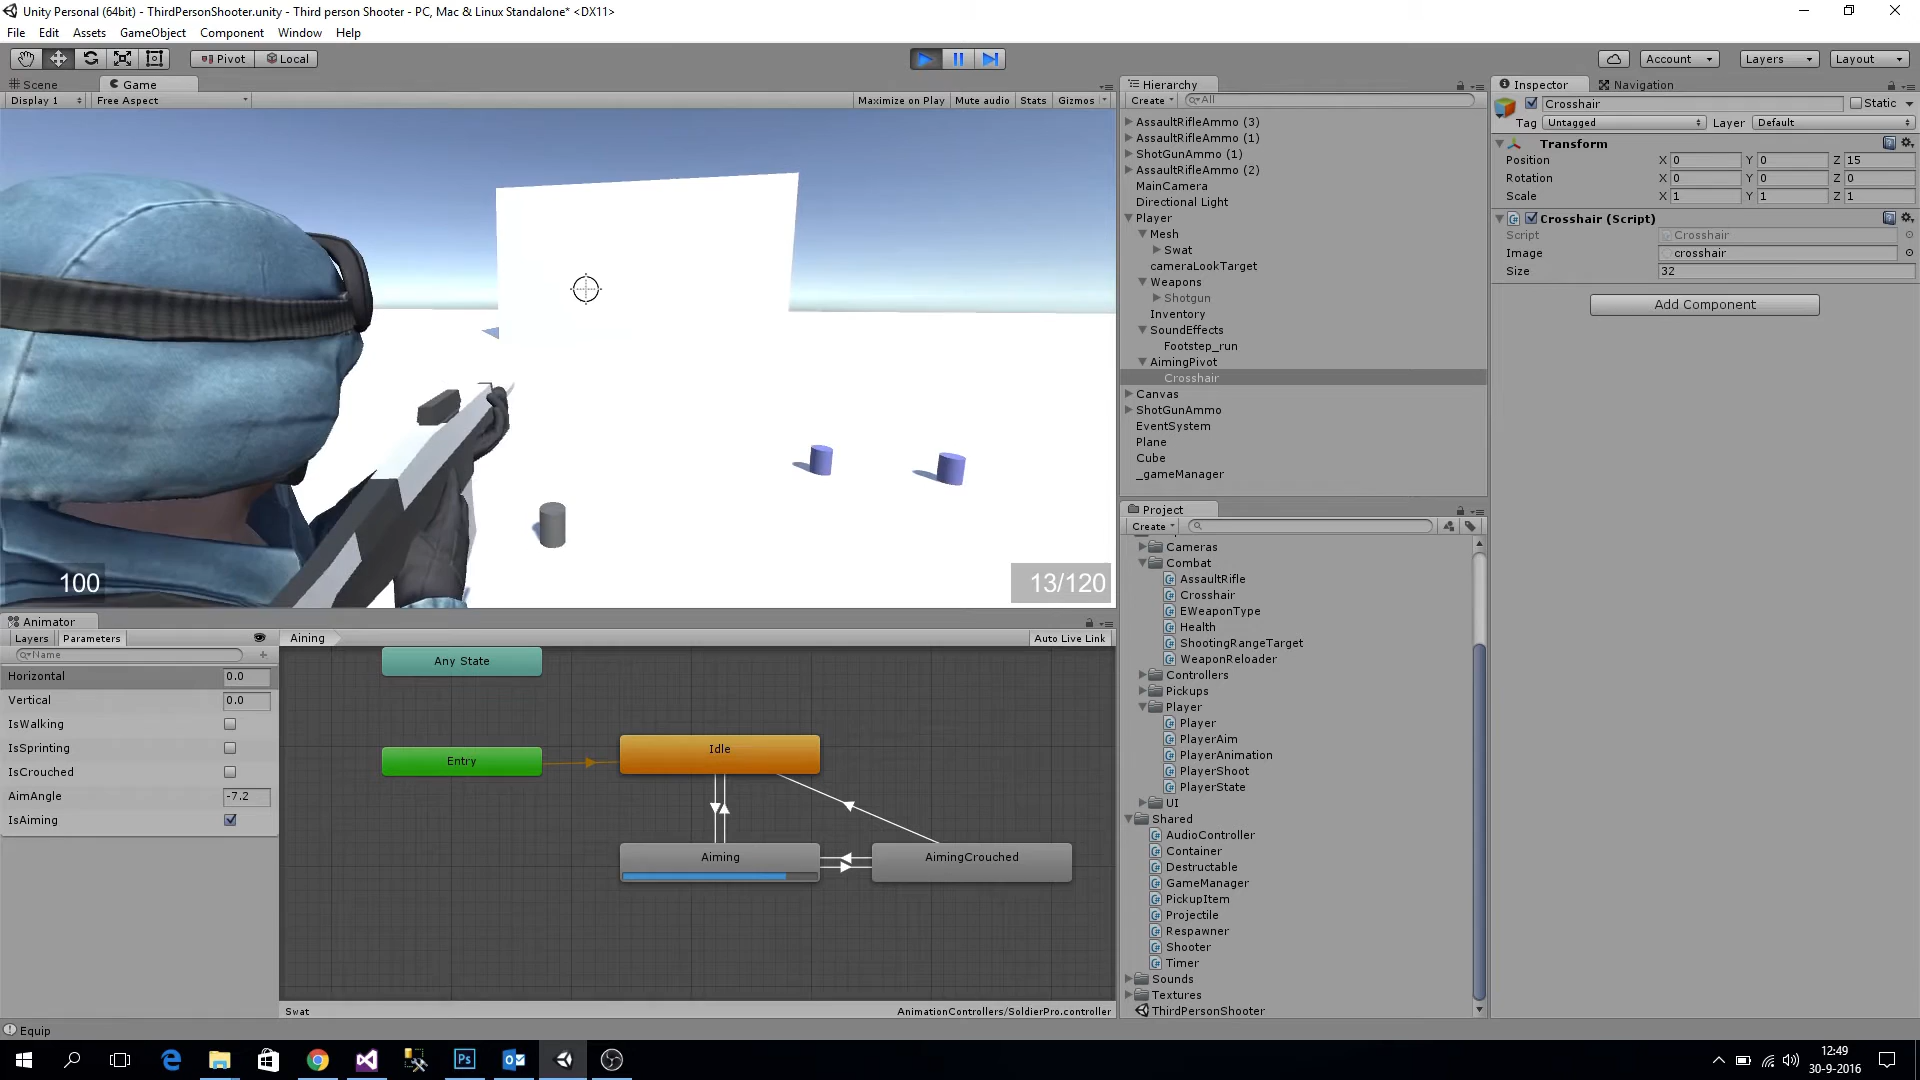 Unity Personal (64bit) - ThirdPersonShooter.unity - Third person Shooter - PC, Mac & Linux Standalone* <DX11>
File Edit Assets GameObject Component Window Help
Pivot Local
Account Layers Layout
Scene Game
Display 1 Free Aspect Maximize on Play Mute audio Stats Gizmos
100
13/120
Hierarchy
Create All
AssaultRifleAmmo (3)
AssaultRifleAmmo (1)
ShotGunAmmo (1)
AssaultRifleAmmo (2)
MainCamera
Directional Light
Player
Mesh
Swat
cameraLookTarget
Weapons
Shotgun
Inventory
SoundEffects
Footstep_run
AimingPivot
Crosshair
Canvas
ShotGunAmmo
EventSystem
Plane
Cube
_gameManager
Inspector Navigation
Crosshair Static
Tag Untagged Layer Default
Transform
Position X 0 Y 0 Z 15
Rotation X 0 Y 0 Z 0
Scale X 1 Y 1 Z 1
Crosshair (Script)
Script Crosshair
Image crosshair
Size 32
Add Component
Project
Create
Cameras
Combat
AssaultRifle
Crosshair
EWeaponType
Health
ShootingRangeTarget
WeaponReloader
Controllers
Pickups
Player
Player
PlayerAim
PlayerAnimation
PlayerShoot
PlayerState
UI
Shared
AudioController
Container
Destructable
GameManager
PickupItem
Projectile
Respawner
Shooter
Timer
Sounds
Textures
ThirdPersonShooter
Animator
Layers Parameters Aining Auto Live Link
Name
Horizontal 0.0
Vertical 0.0
IsWalking
IsSprinting
IsCrouched
AimAngle -7.2
IsAiming
Any State
Entry
Idle
Aiming
AimingCrouched
Swat AnimationControllers/SoldierPro.controller
Equip
Ps
12:49
30-9-2016